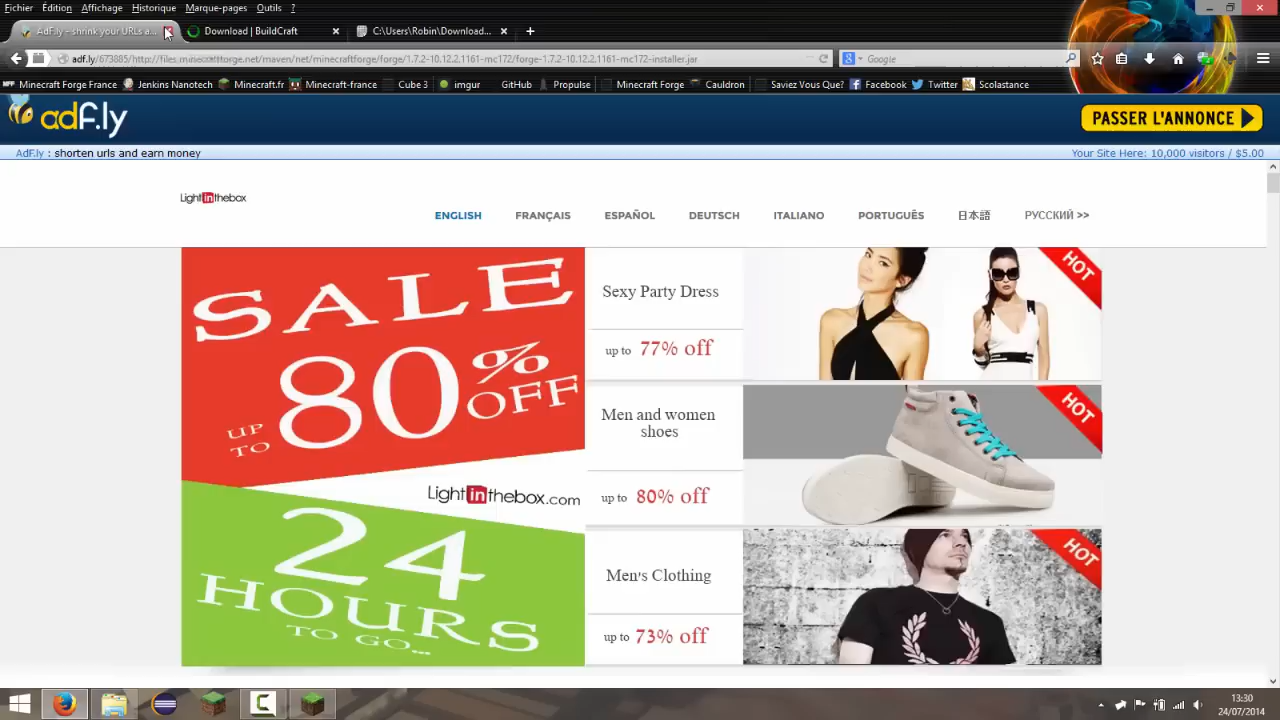 Fichier Édition Affichage Historique Marque-pages Outils ?
AdF.ly - shrink your URLs a... Download | BuildCraft C:\Users\Robin\Download...
adf.ly/673885/http://files.minecraftforge.net/maven/net/minecraftforge/forge/1.7.2-10.12.2.1161-mc172/forge-1.7.2-10.12.2.1161-mc172-installer.jar Google
Minecraft Forge France Jenkins Nanotech Minecraft.fr Minecraft-france Cube 3 imgur GitHub Propulse Minecraft Forge Cauldron Saviez Vous Que? Facebook Twitter Scolastance
adf.ly PASSER L'ANNONCE
AdF.ly : shorten urls and earn money Your Site Here: 10,000 visitors / $5.00
Lightinthebox
ENGLISH FRANÇAIS ESPAÑOL DEUTSCH ITALIANO PORTUGUÊS 日本語 РУССКИЙ >>
SALE
UP TO 80% OFF
Lightinthebox.com
24
HOURS
TO GO...
Sexy Party Dress
up to 77% off
HOT
Men and women
shoes
up to 80% off
HOT
Men's Clothing
up to 73% off
HOT
13:30
24/07/2014